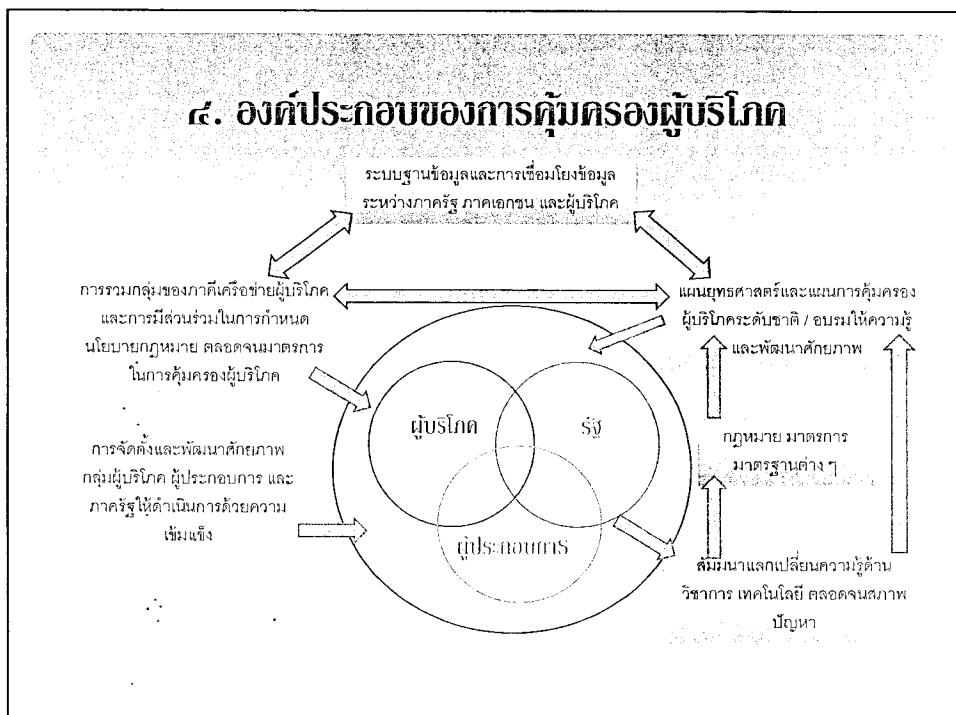 ๔. องค์ประกอบของการคุ้มครองผู้บริโภค
ระบบฐานข้อมูลและการเชื่อมโยงข้อมูล
ระหว่างภาครัฐ ภาคเอกชน และผู้บริโภค
การรวมกลุ่มของภาคีเครือข่ายผู้บริโภค
และการมีส่วนร่วมในการกำหนด
นโยบายกฎหมาย ตลอดจนมาตรการ
ในการคุ้มครองผู้บริโภค
แผนยุทธศาสตร์และแผนการคุ้มครอง
ผู้บริโภคระดับชาติ / อบรมให้ความรู้
และพัฒนาศักยภาพ
ผู้บริโภค
รัฐ
ผู้ประกอบการ
การจัดตั้งและพัฒนาศักยภาพ
กลุ่มผู้บริโภค ผู้ประกอบการ และ
ภาครัฐให้ดำเนินการด้วยความ
เข้มแข็ง
กฎหมาย มาตรการ
มาตรฐานต่าง ๆ
สัมมนาแลกเปลี่ยนความรู้ด้าน
วิชาการ เทคโนโลยี ตลอดจนสภาพ
ปัญหา